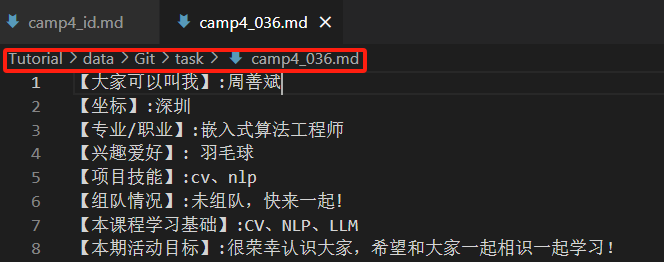 camp4_id.md camp4_036.md
Tutorial > data > Git > task > camp4_036.md
1 【大家可以叫我】:周善斌
2 【坐标】:深圳
3 【专业/职业】:嵌入式算法工程师
4 【兴趣爱好】: 羽毛球
5 【项目技能】:cv、nlp
6 【组队情况】:未组队，快来一起!
7 【本课程学习基础】:CV、NLP、LLM
8 【本期活动目标】:很荣幸认识大家，希望和大家一起相识一起学习！